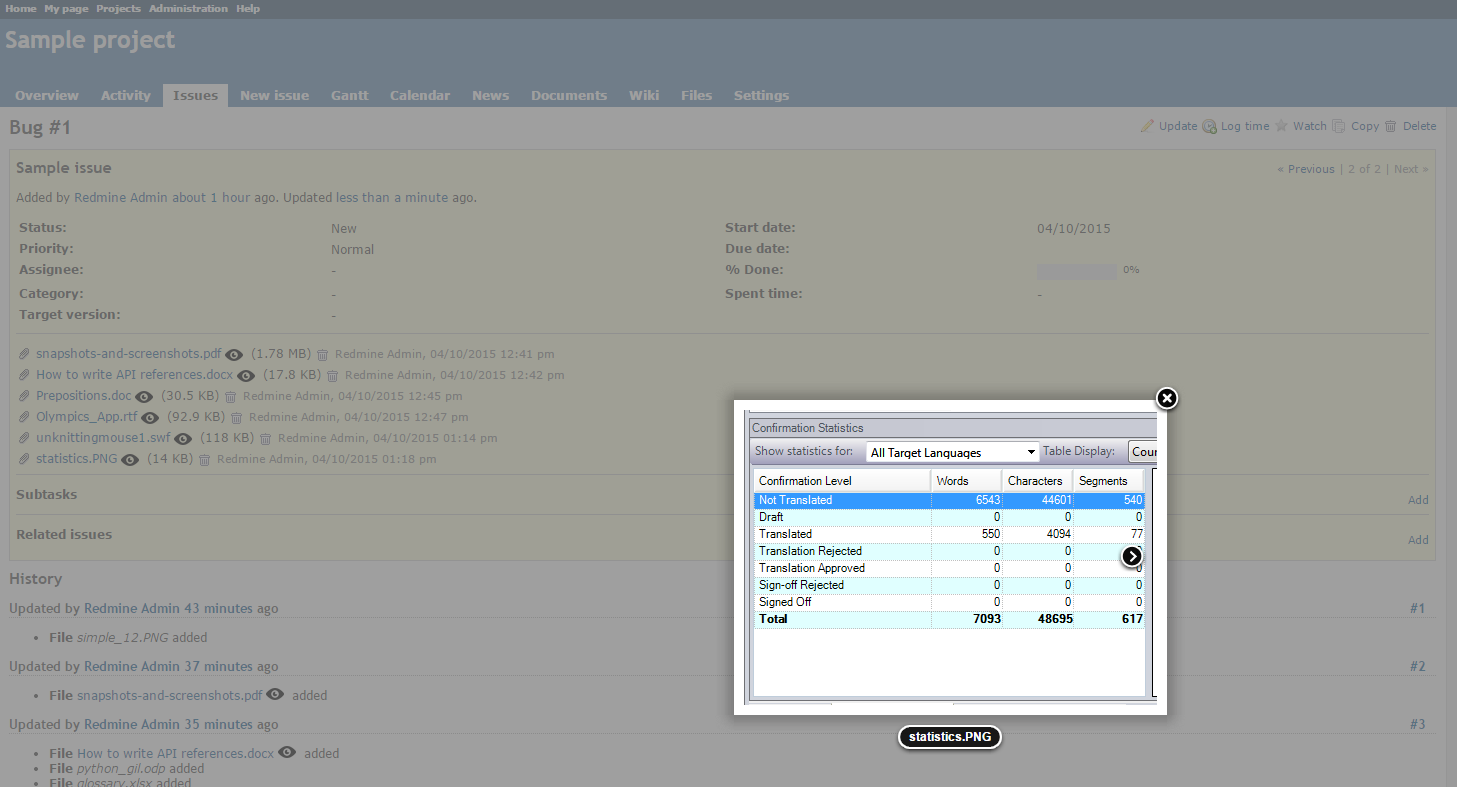 Home My page Projects Administration Help
Sample project
Overview Activity Issues New issue Gantt Calendar News Documents Wiki Files Settings
Bug #1
Update Log time Watch Copy Delete
Sample issue
« Previous | 2 of 2 | Next »
Added by Redmine Admin about 1 hour ago. Updated less than a minute ago.
Status: New Start date: 04/10/2015
Priority: Normal Due date:
Assignee: - % Done: 0%
Category: - Spent time: -
Target version: -
snapshots-and-screenshots.pdf (1.78 MB) Redmine Admin, 04/10/2015 12:41 pm
How to write API references.docx (17.8 KB) Redmine Admin, 04/10/2015 12:42 pm
Prepositions.doc (30.5 KB) Redmine Admin, 04/10/2015 12:45 pm
Olympics_App.rtf (92.9 KB) Redmine Admin, 04/10/2015 12:47 pm
unknittingmouse1.swf (118 KB) Redmine Admin, 04/10/2015 01:14 pm
statistics.PNG (14 KB) Redmine Admin, 04/10/2015 01:18 pm
Subtasks Add
Related issues Add
History
Updated by Redmine Admin 43 minutes ago #1
• File simple_12.PNG added
Updated by Redmine Admin 37 minutes ago #2
• File snapshots-and-screenshots.pdf added
Updated by Redmine Admin 35 minutes ago #3
• File How to write API references.docx added
• File python_gil.odp added
• File glossary.xlsx added
Confirmation Statistics
Show statistics for: All Target Languages Table Display: Cour
Confirmation Level Words Characters Segments
Not Translated 6543 44601 540
Draft 0 0 0
Translated 550 4094 77
Translation Rejected 0 0 0
Translation Approved 0 0 0
Sign-off Rejected 0 0 0
Signed Off 0 0 0
Total 7093 48695 617
statistics.PNG